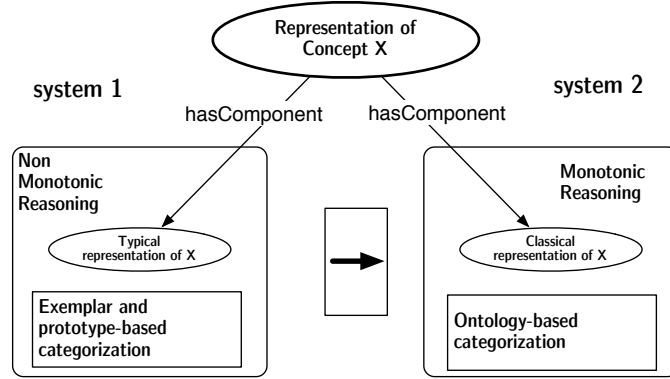 Representation of
Concept X
system 1
system 2
hasComponent
hasComponent
Non
Monotonic
Reasoning
Monotonic
Reasoning
Typical
representation of X
Classical
representation of X
Exemplar and
prototype-based
categorization
Ontology-based
categorization